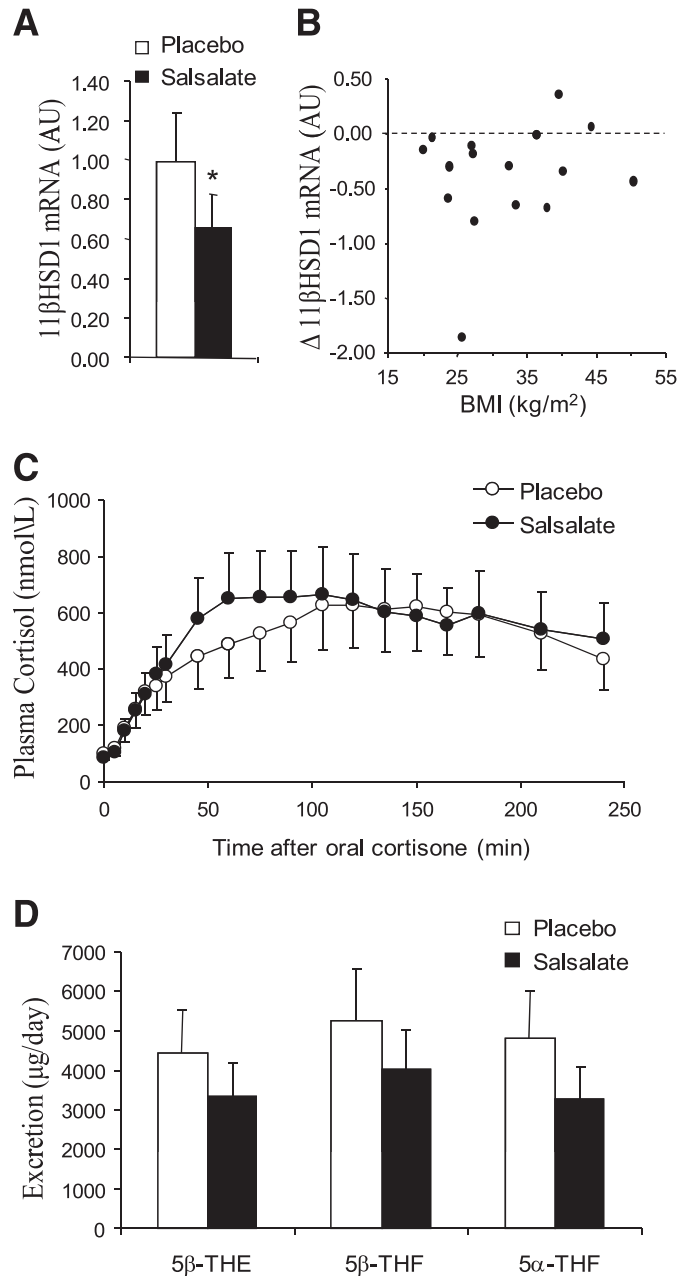 A
Placebo
Salsalate
11βHSD1 mRNA (AU)
1.40
1.20
1.00
0.80
0.60
0.40
0.20
0.00
*
B
Δ 11βHSD1 mRNA (AU)
0.50
0.00
-0.50
-1.00
-1.50
-2.00
15 25 35 45 55
BMI (kg/m²)
C
Placebo
Salsalate
Plasma Cortisol (nmol\L)
1000
800
600
400
200
0
0 50 100 150 200 250
Time after oral cortisone (min)
D
Placebo
Salsalate
Excretion (µg/day)
7000
6000
5000
4000
3000
2000
1000
0
5β-THE 5β-THF 5α-THF